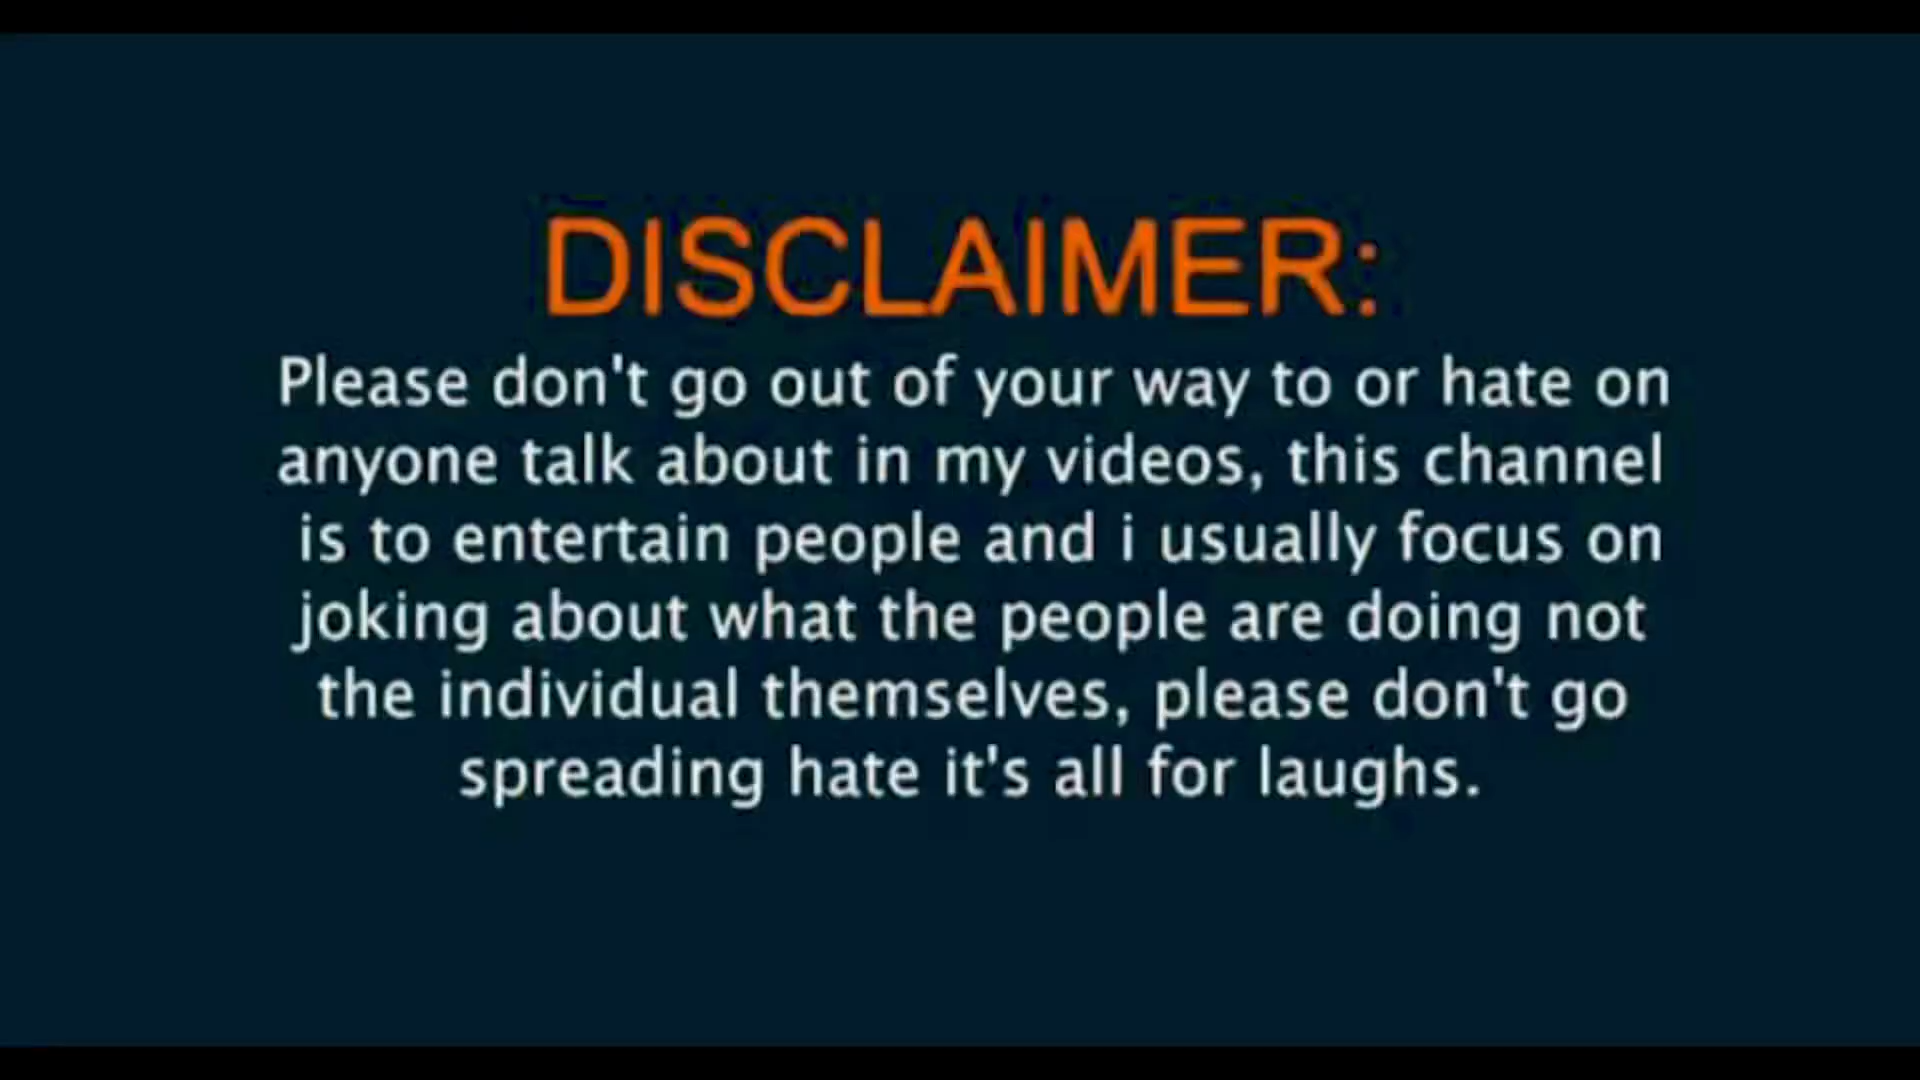 DISCLAIMER:
Please don't go out of your way to or hate on
anyone talk about in my videos, this channel
is to entertain people and i usually focus on
joking about what the people are doing not
the individual themselves, please don't go
spreading hate it's all for laughs.